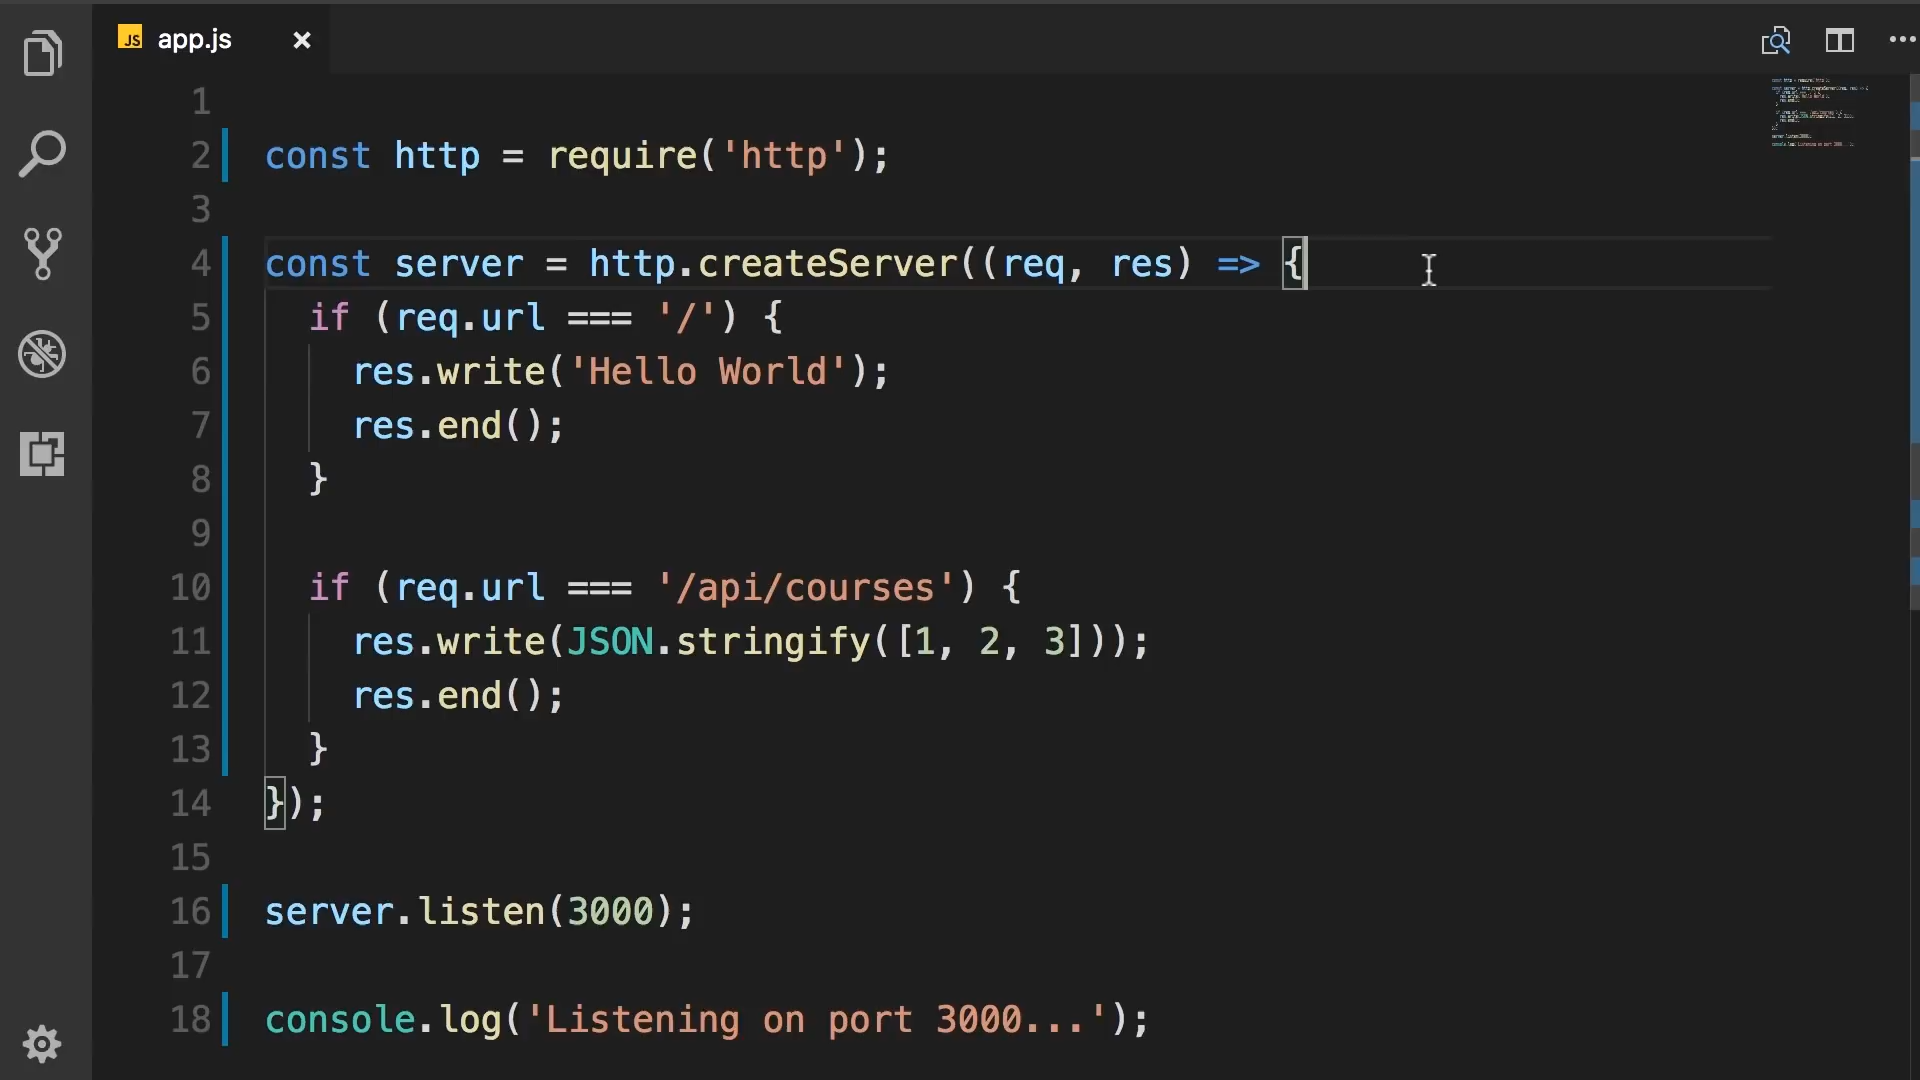 JS app.js
1
2 const http = require('http');
3
4 const server = http.createServer((req, res) => {
5   if (req.url === '/') {
6     res.write('Hello World');
7     res.end();
8   }
9
10   if (req.url === '/api/courses') {
11     res.write(JSON.stringify([1, 2, 3]));
12     res.end();
13   }
14 });
15
16 server.listen(3000);
17
18 console.log('Listening on port 3000...');